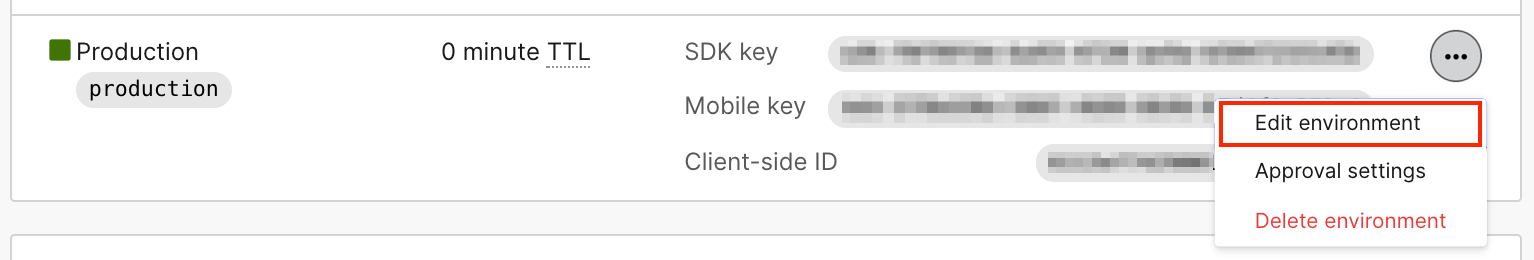 Production
production
0 minute TTL
SDK key
Mobile key
Client-side ID
Edit environment
Approval settings
Delete environment